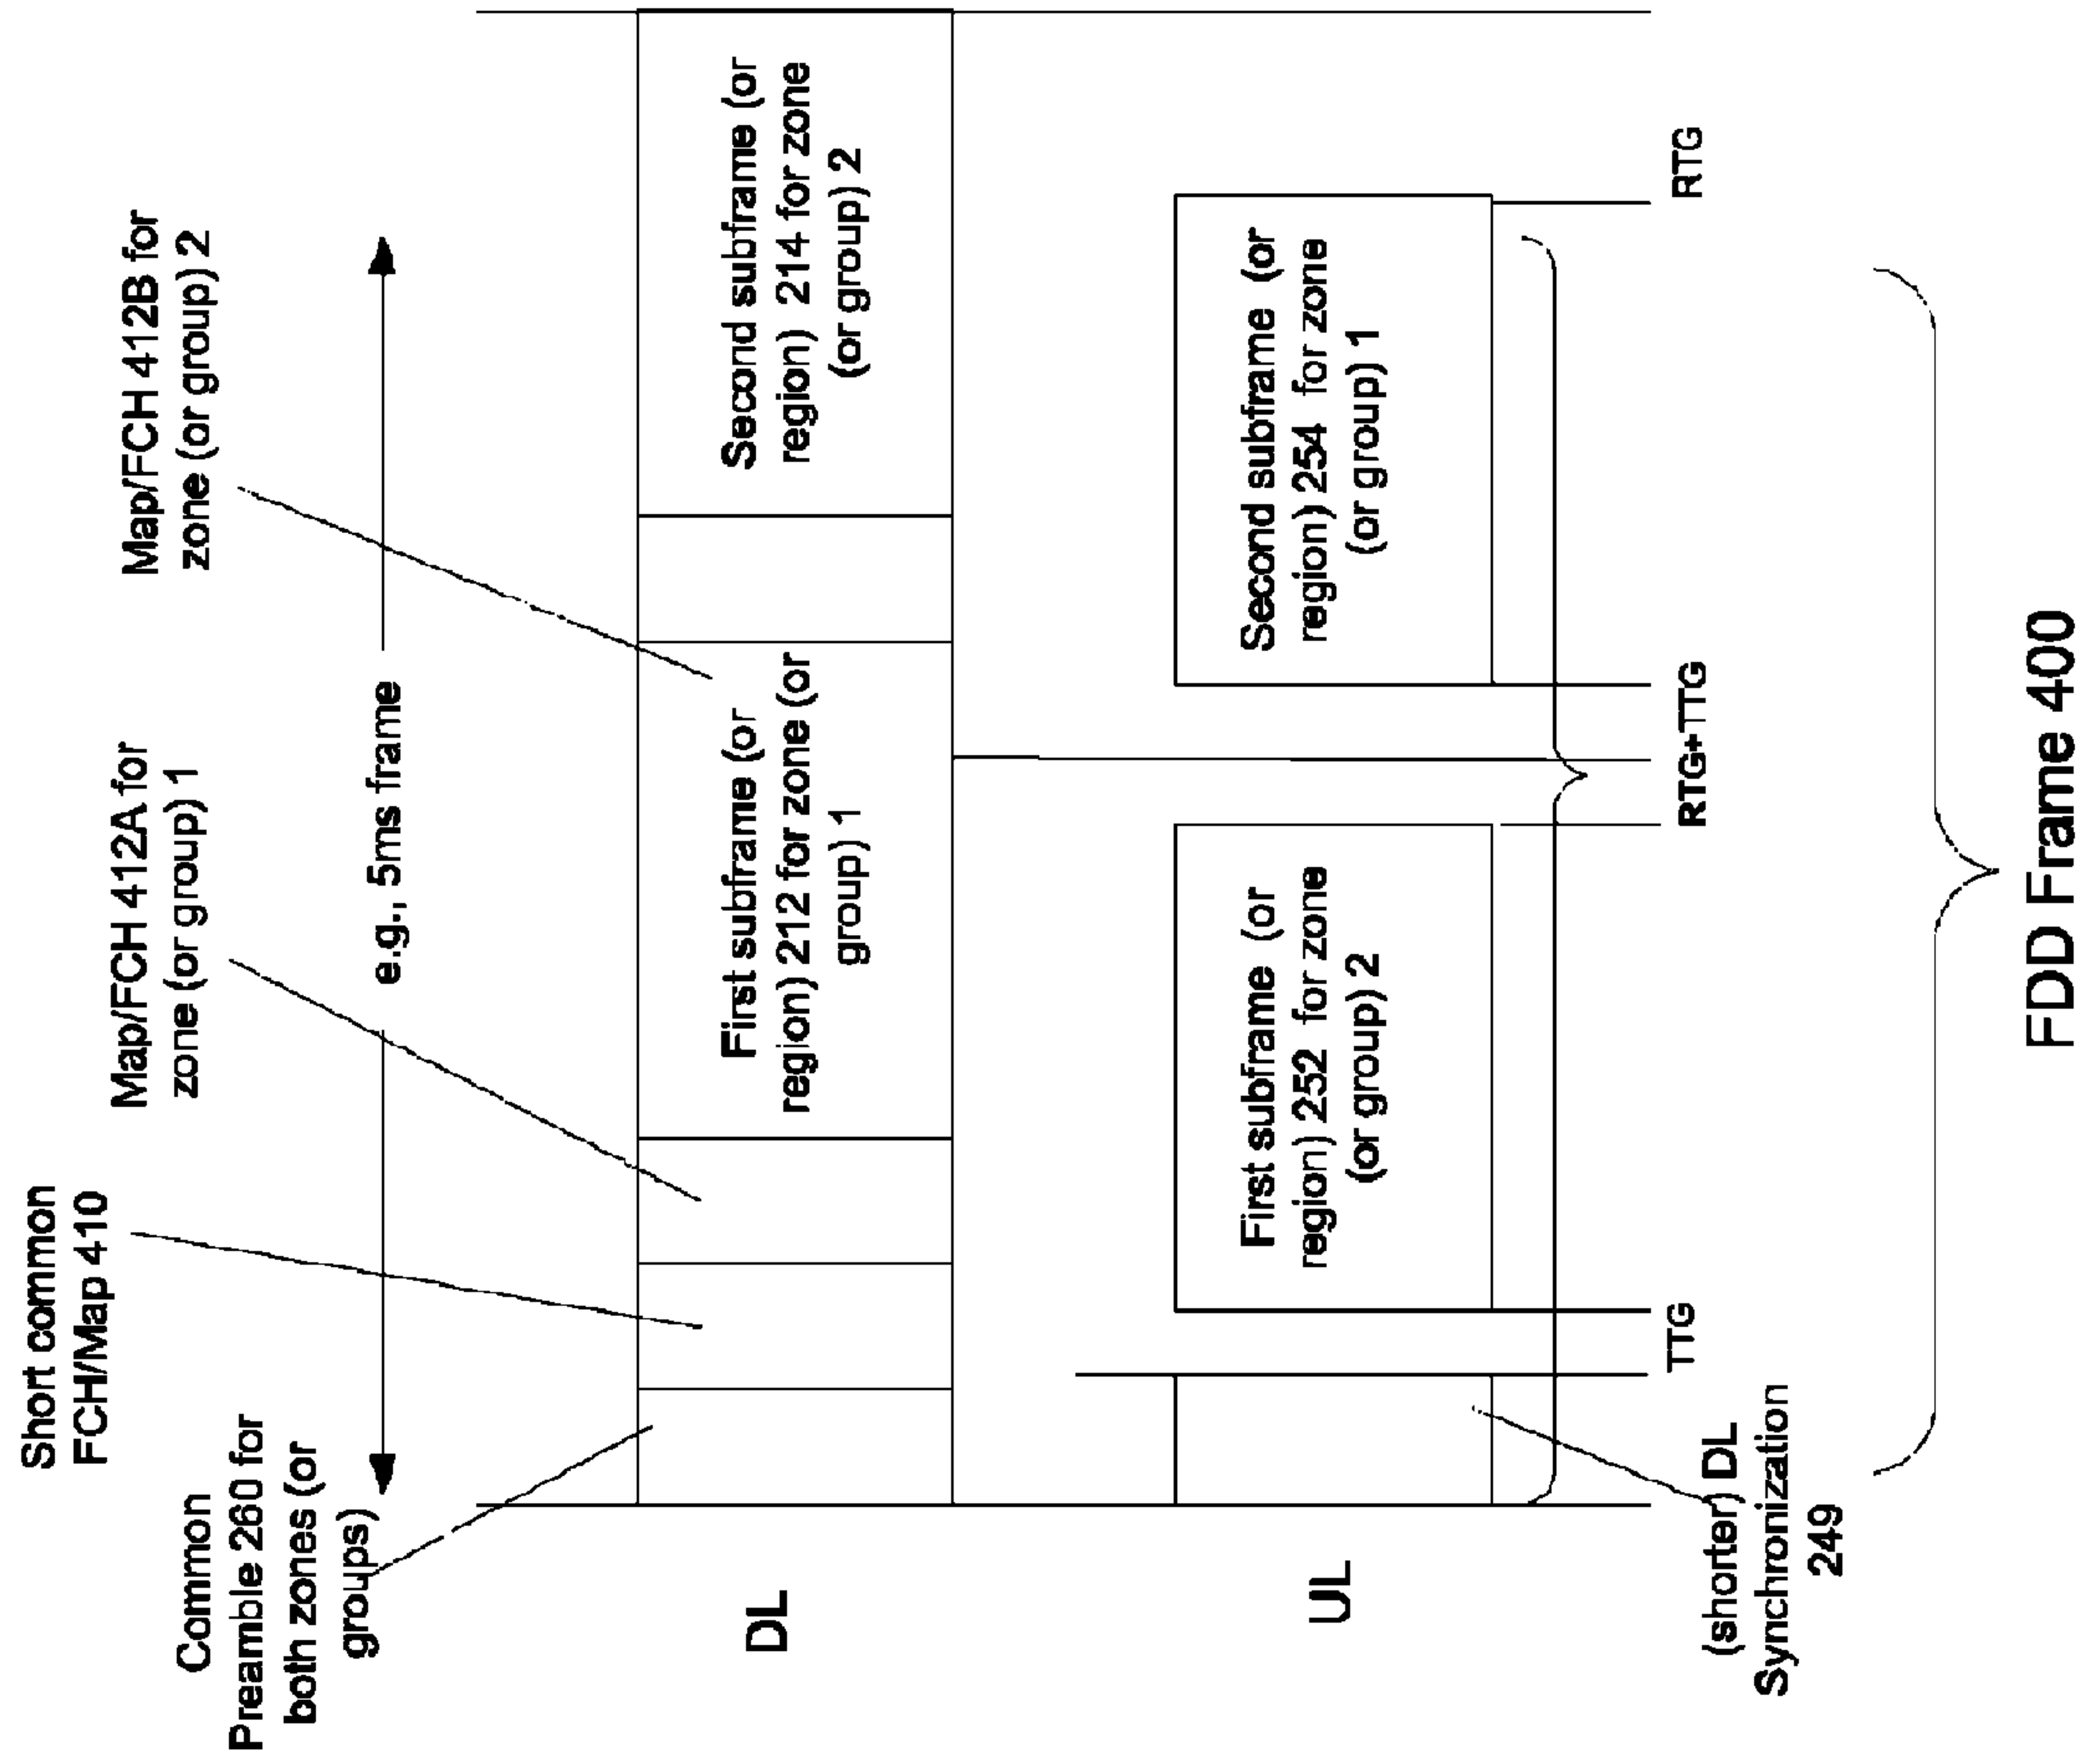 Short common
FCH/Map 410
Common
Preamble 260 for
both zones (or
groups)
Map/FCH 412A for
zone (or group) 1
Map/FCH 412B for
zone (or group) 2
e.g., 5ms frame
DL
First subframe (or
region) 212 for zone (or
group) 1
Second subframe (or
region) 214 for zone
(or group) 2
UL
First subframe (or
region) 252 for zone
(or group) 2
Second subframe (or
region) 254 for zone
(or group) 1
(shorter) DL
Synchronization
249
TTG
RTG+TTG
RTG
FDD Frame 400